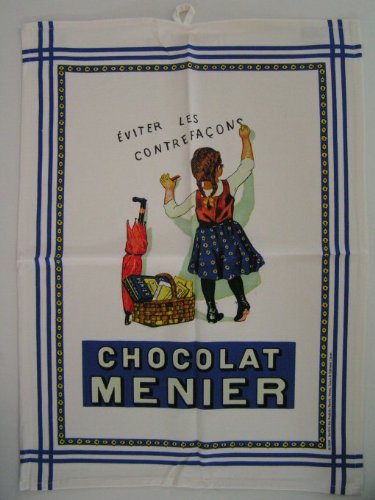 ÉVITER LES
CONTREFAÇONS
CHOCOLAT
MENIER